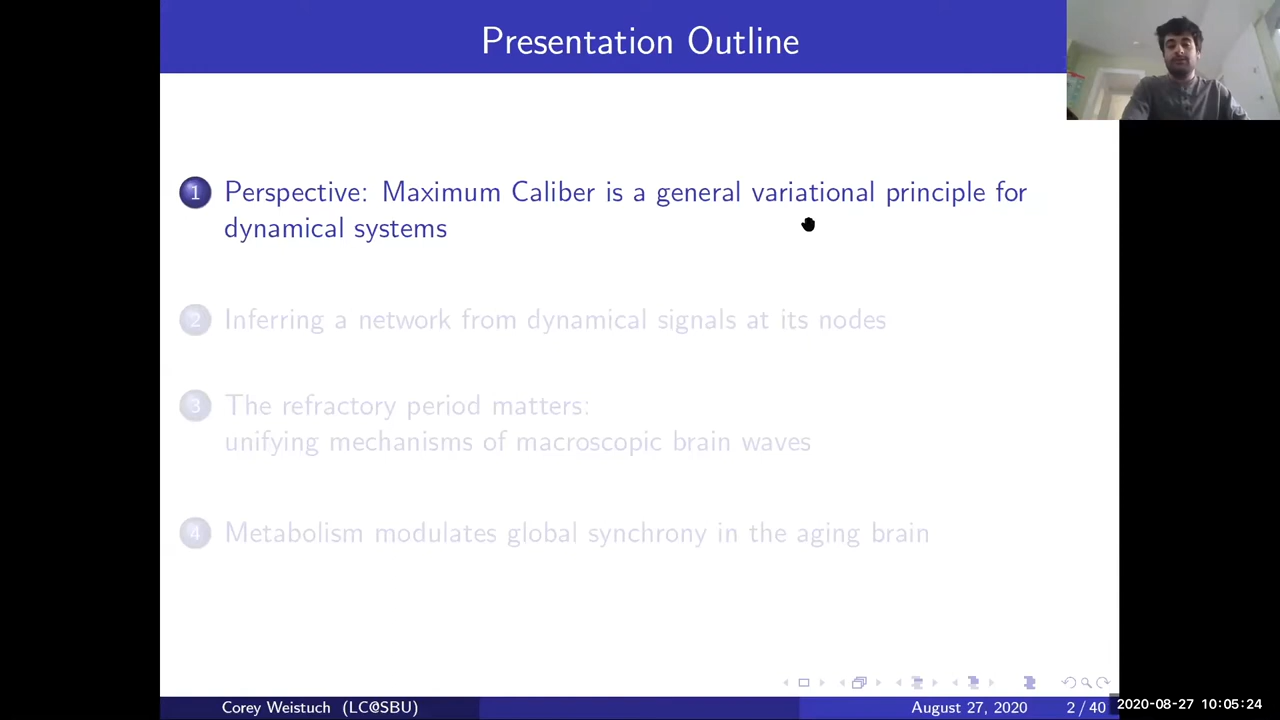 Presentation Outline
1 Perspective: Maximum Caliber is a general variational principle for
dynamical systems
2 Inferring a network from dynamical signals at its nodes
3 The refractory period matters:
unifying mechanisms of macroscopic brain waves
4 Metabolism modulates global synchrony in the aging brain
Corey Weistuch (LC@SBU) August 27, 2020 2 / 40 2020-08-27 10:05:24